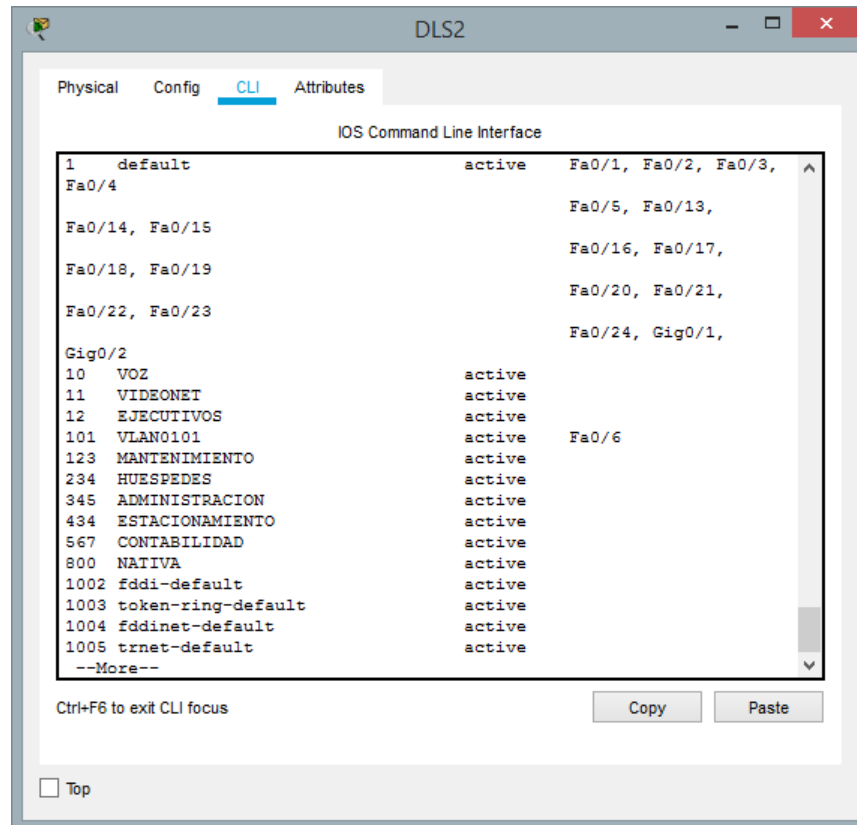 DLS2
Physical Config CLI Attributes
IOS Command Line Interface
1 default active Fa0/1, Fa0/2, Fa0/3,
Fa0/4
Fa0/5, Fa0/13,
Fa0/14, Fa0/15
Fa0/16, Fa0/17,
Fa0/18, Fa0/19
Fa0/20, Fa0/21,
Fa0/22, Fa0/23
Fa0/24, Gig0/1,
Gig0/2
10 VOZ active
11 VIDEONET active
12 EJECUTIVOS active
101 VLAN0101 active Fa0/6
123 MANTENIMIENTO active
234 HUESPEDES active
345 ADMINISTRACION active
434 ESTACIONAMIENTO active
567 CONTABILIDAD active
800 NATIVA active
1002 fddi-default active
1003 token-ring-default active
1004 fddinet-default active
1005 trnet-default active
--More--
Ctrl+F6 to exit CLI focus
Copy Paste
Top